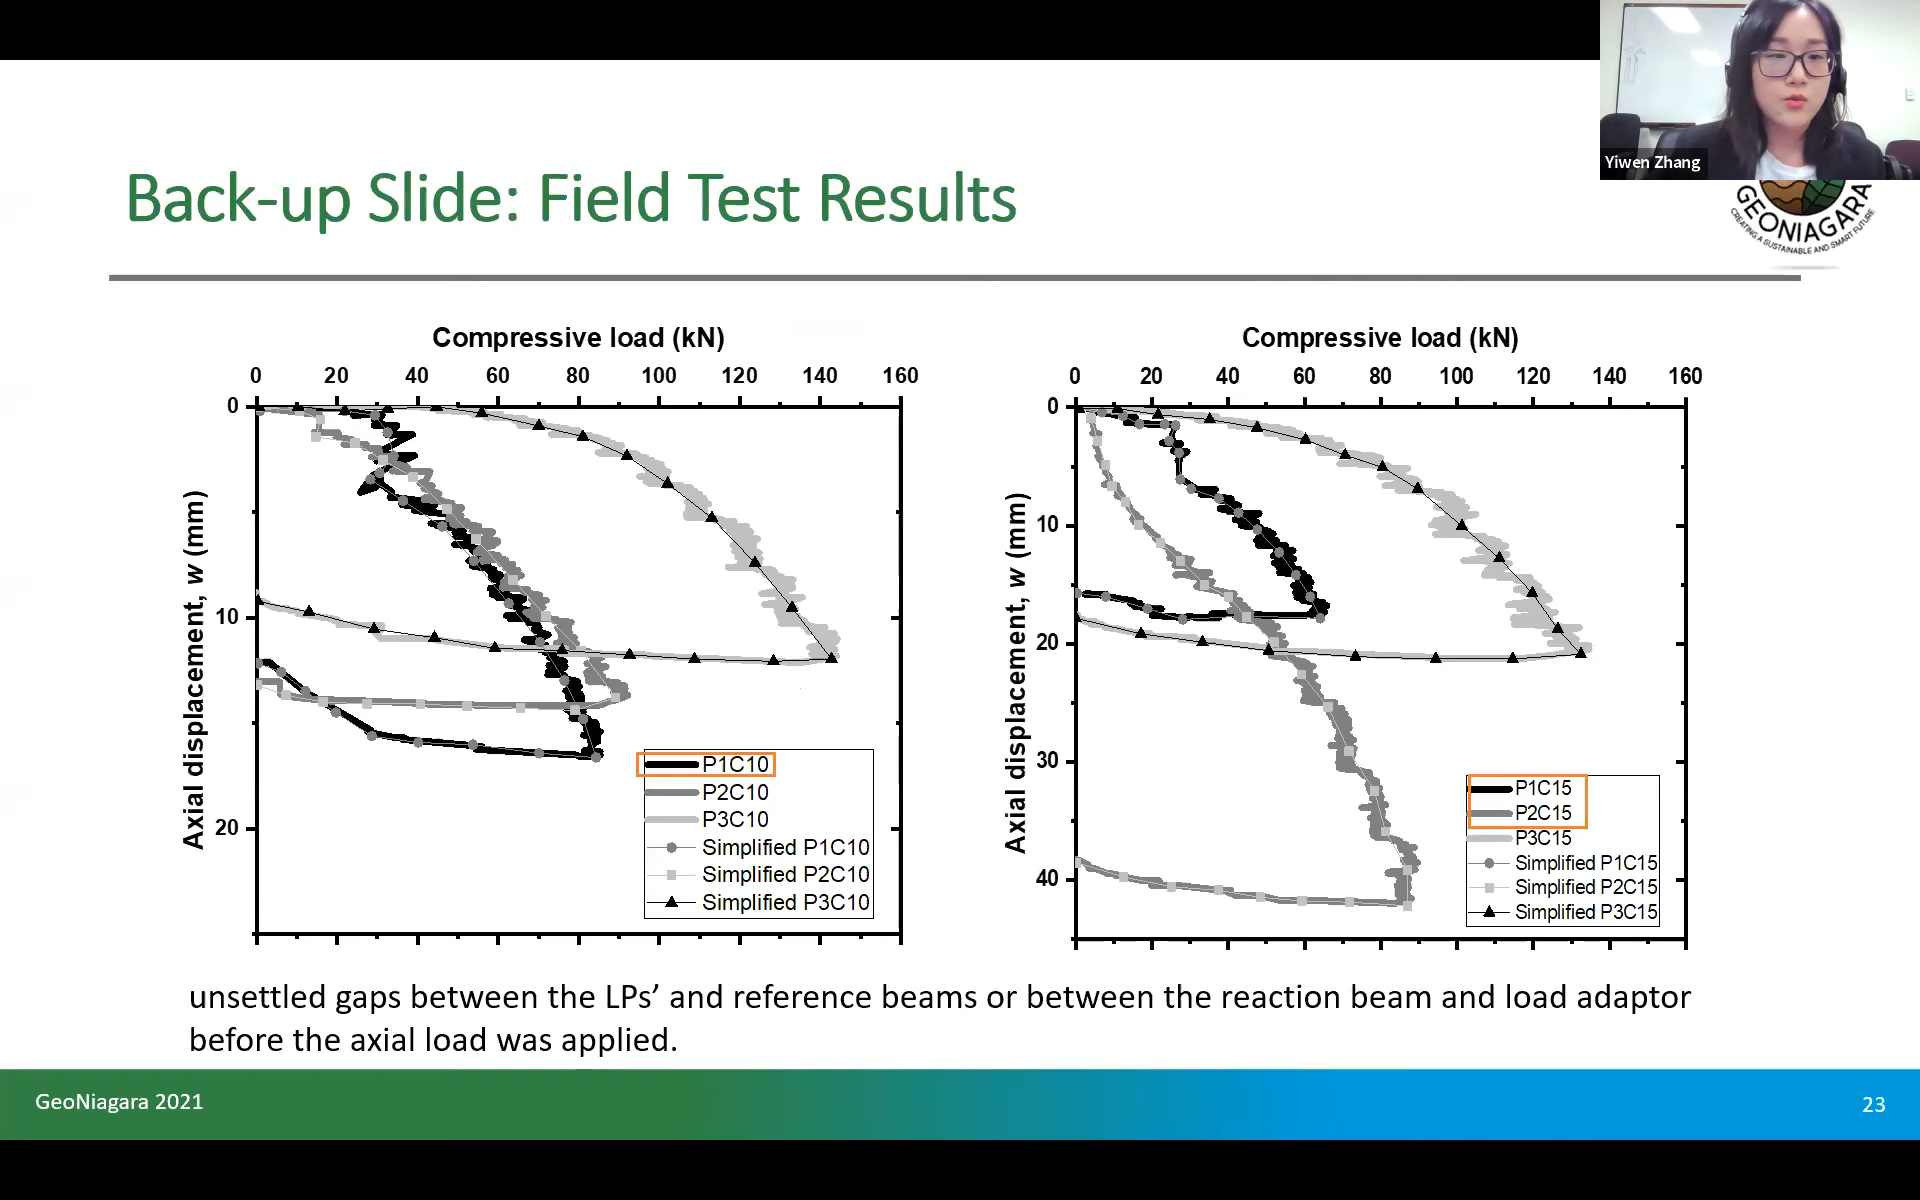 Yiwen Zhang
Back-up Slide: Field Test Results
GEONIAGARA
CREATING A SUSTAINABLE AND SMART FUTURE
Compressive load (kN)
0 20 40 60 80 100 120 140 160
0
10
20
Axial displacement, w (mm)
P1C10
P2C10
P3C10
Simplified P1C10
Simplified P2C10
Simplified P3C10
Compressive load (kN)
0 20 40 60 80 100 120 140 160
0
10
20
30
40
Axial displacement, w (mm)
P1C15
P2C15
P3C15
Simplified P1C15
Simplified P2C15
Simplified P3C15
unsettled gaps between the LPs’ and reference beams or between the reaction beam and load adaptor
before the axial load was applied.
GeoNiagara 2021
23